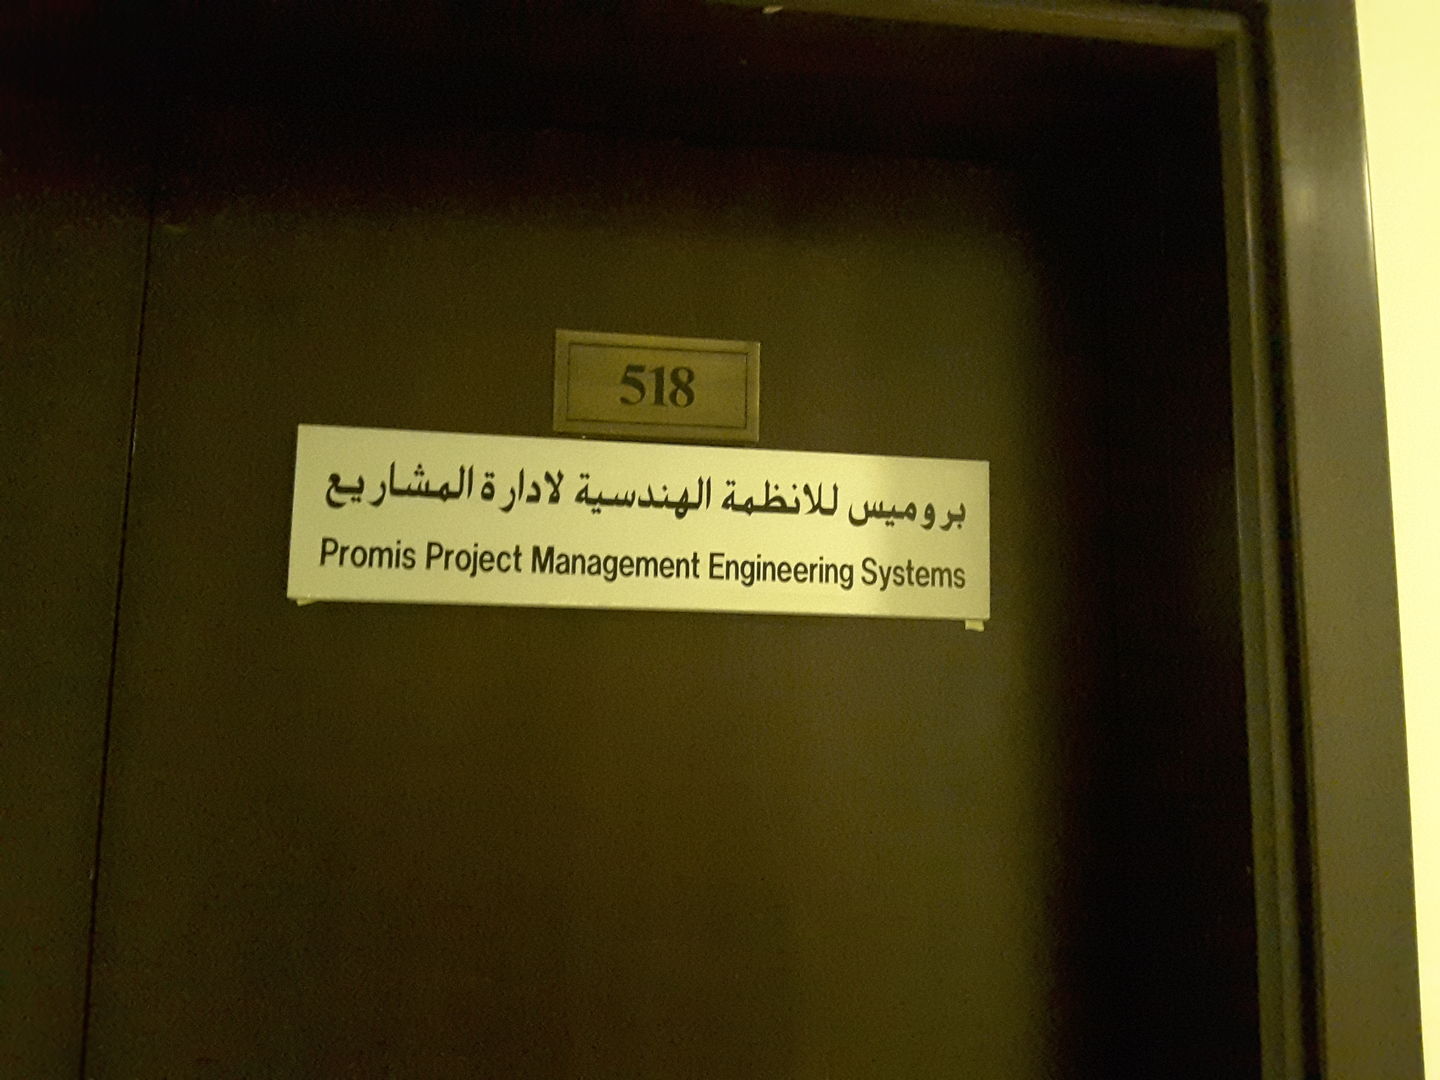 518
بروميس للانظمة الهندسية لادارة المشاريع
Promis Project Management Engineering Systems